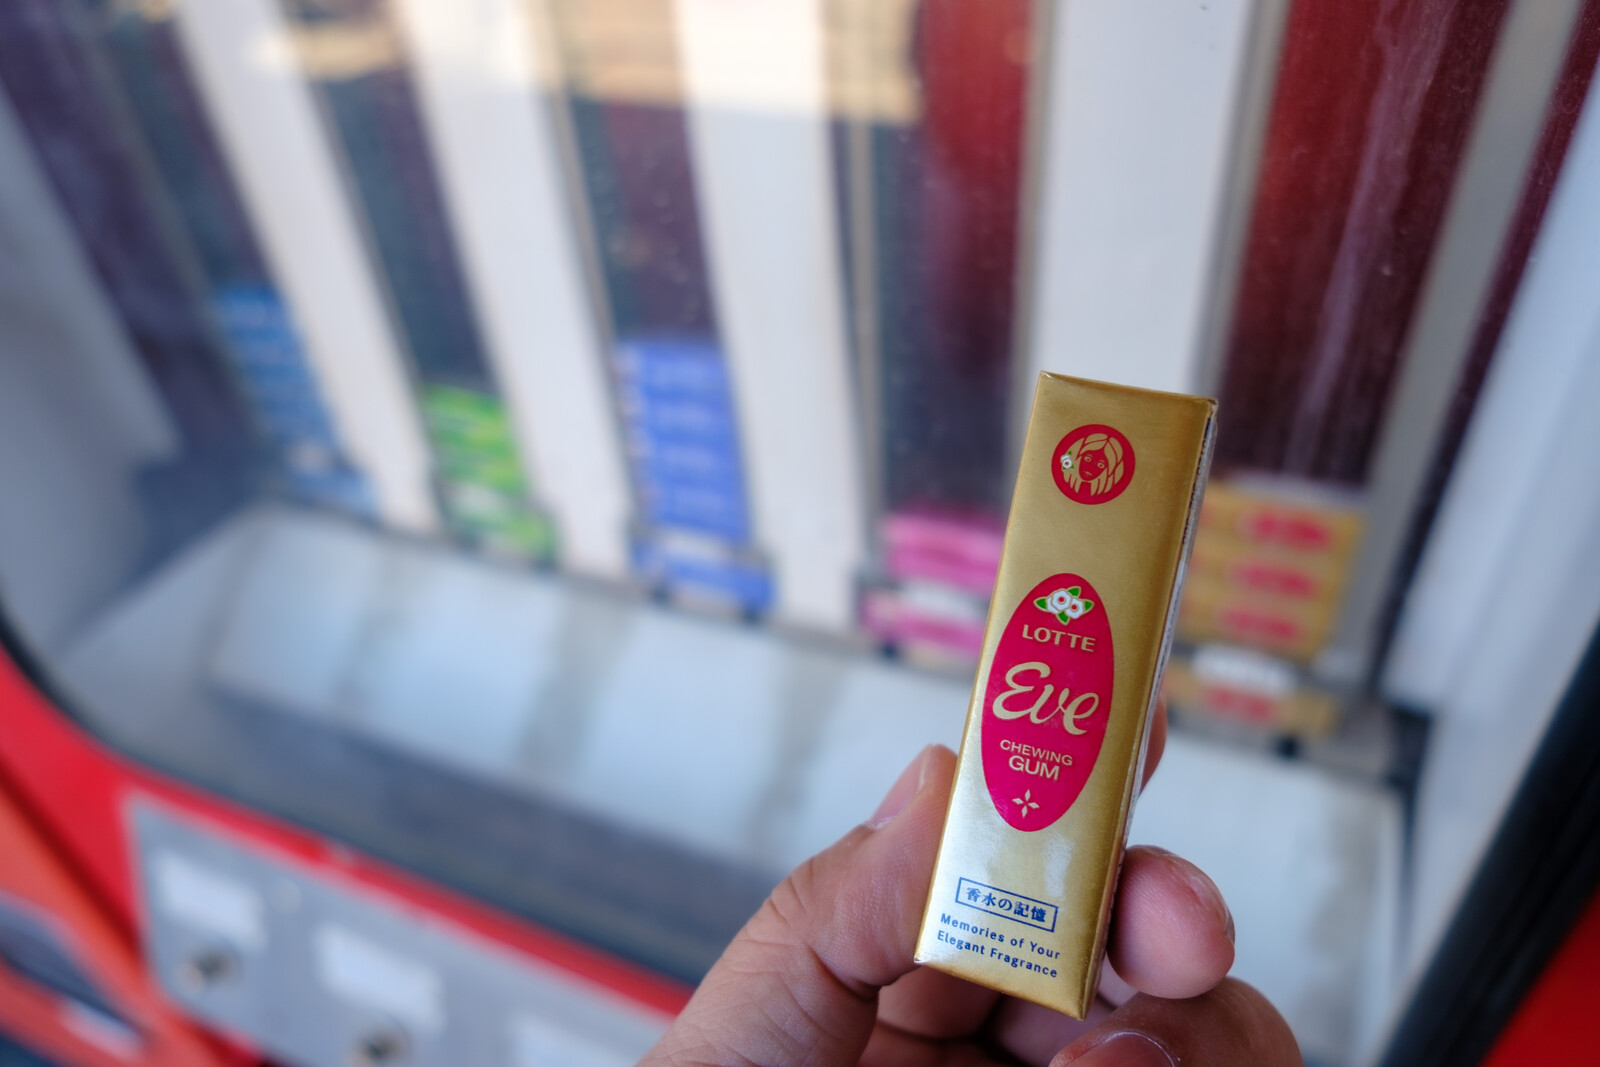 LOTTE
Eve
CHEWING
GUM
香水の記憶
Memories of Your
Elegant Fragrance